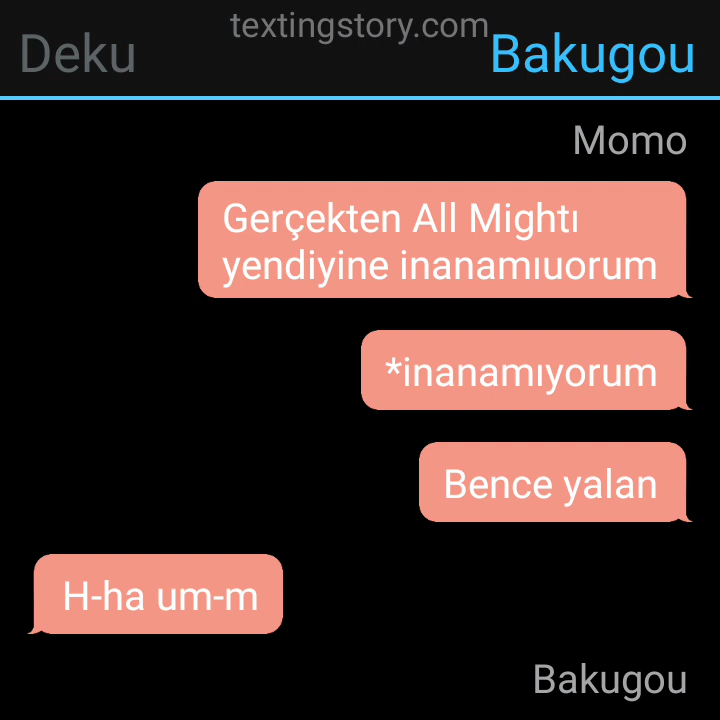 textingstory.com
Deku Bakugou
Momo
Gerçekten All Mightı
yendiyine inanamıuorum
*inanamıyorum
Bence yalan
H-ha um-m
Bakugou